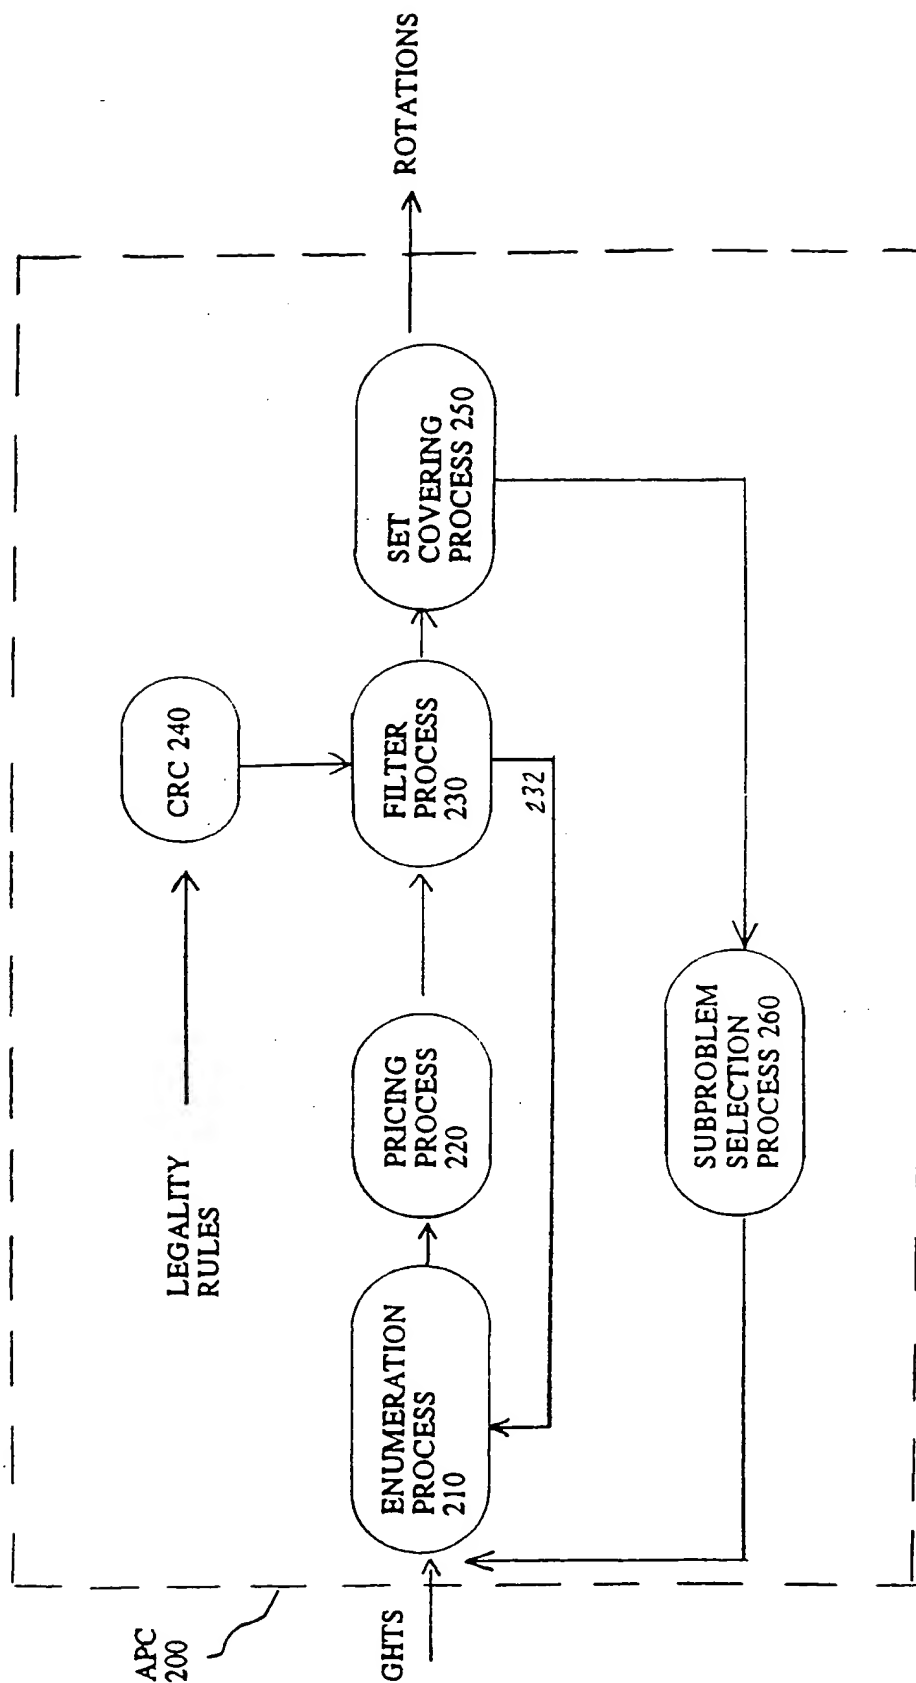 APC
200
LEGALITY
RULES
CRC 240
GHTS
ENUMERATION
PROCESS
210
PRICING
PROCESS
220
FILTER
PROCESS
230
232
SET
COVERING
PROCESS 250
ROTATIONS
SUBPROBLEM
SELECTION
PROCESS 260